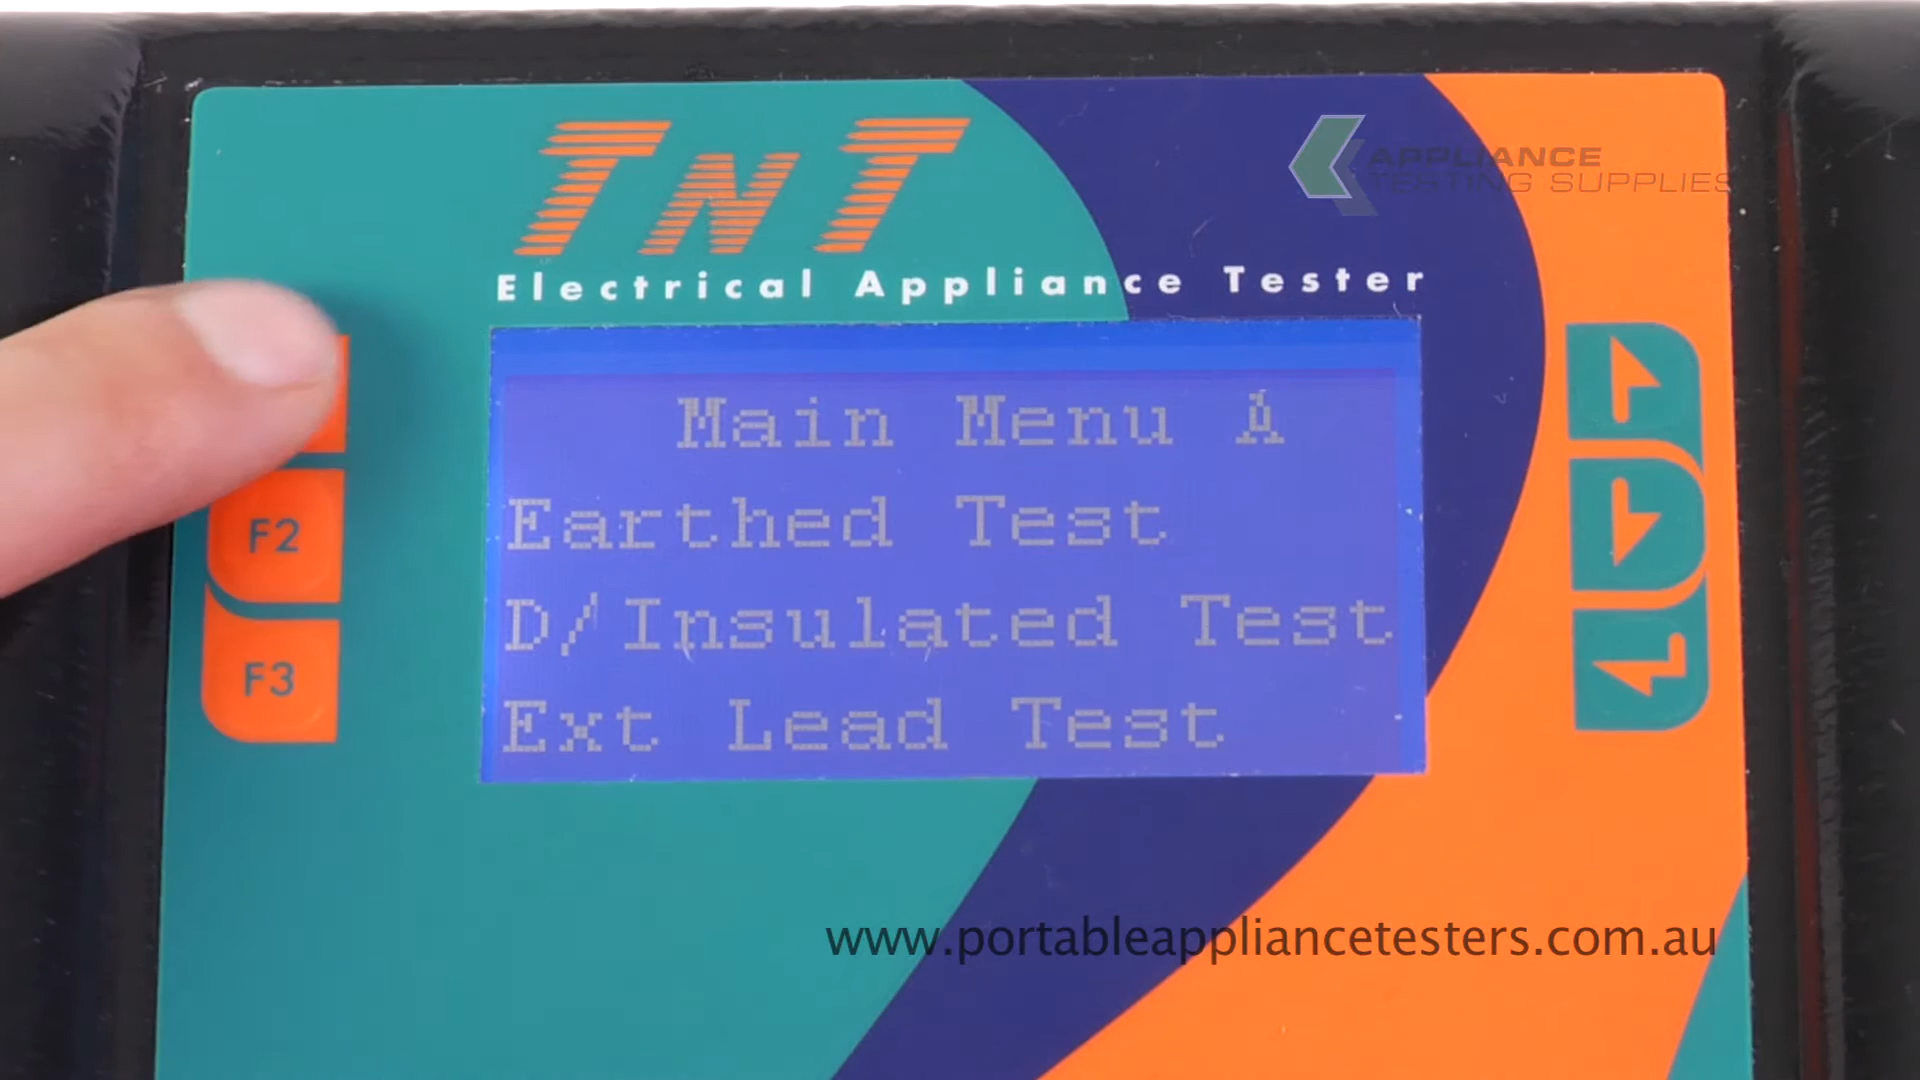 TNT
APPLIANCE
TESTING SUPPLIES
Electrical Appliance Tester
Main Menu A
Earthed Test
F2
D/Insulated Test
F3
Ext Lead Test
www.portableappliancetesters.com.au